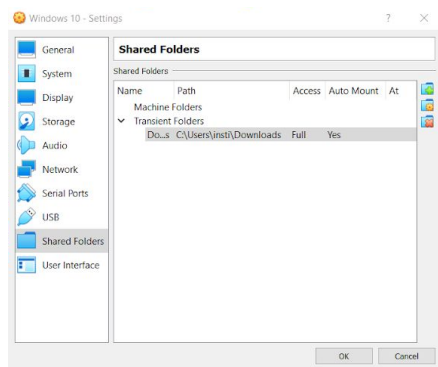 Windows 10 - Settings
? ×
General
System
Display
Storage
Audio
Network
Serial Ports
USB
Shared Folders
User Interface
Shared Folders
Shared Folders
Name Path Access Auto Mount At
Machine Folders
Transient Folders
Do...s C:\Users\insti\Downloads Full Yes
OK Cancel